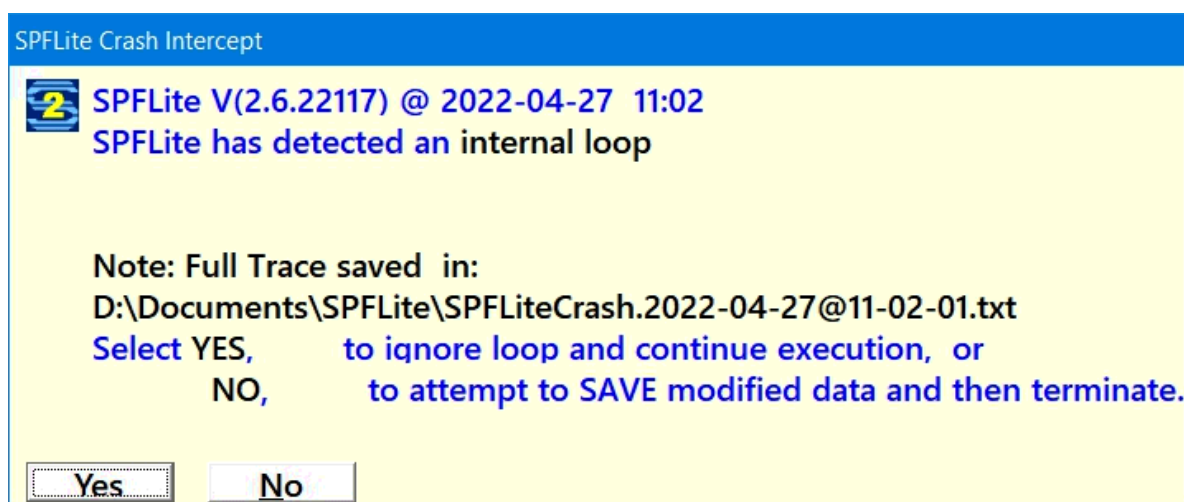 SPFLite Crash Intercept
2 SPFLite V(2.6.22117) @ 2022-04-27 11:02
SPFLite has detected an internal loop
Note: Full Trace saved in:
D:\Documents\SPFLite\SPFLiteCrash.2022-04-27@11-02-01.txt
Select YES, to ignore loop and continue execution, or
NO, to attempt to SAVE modified data and then terminate.
Yes No